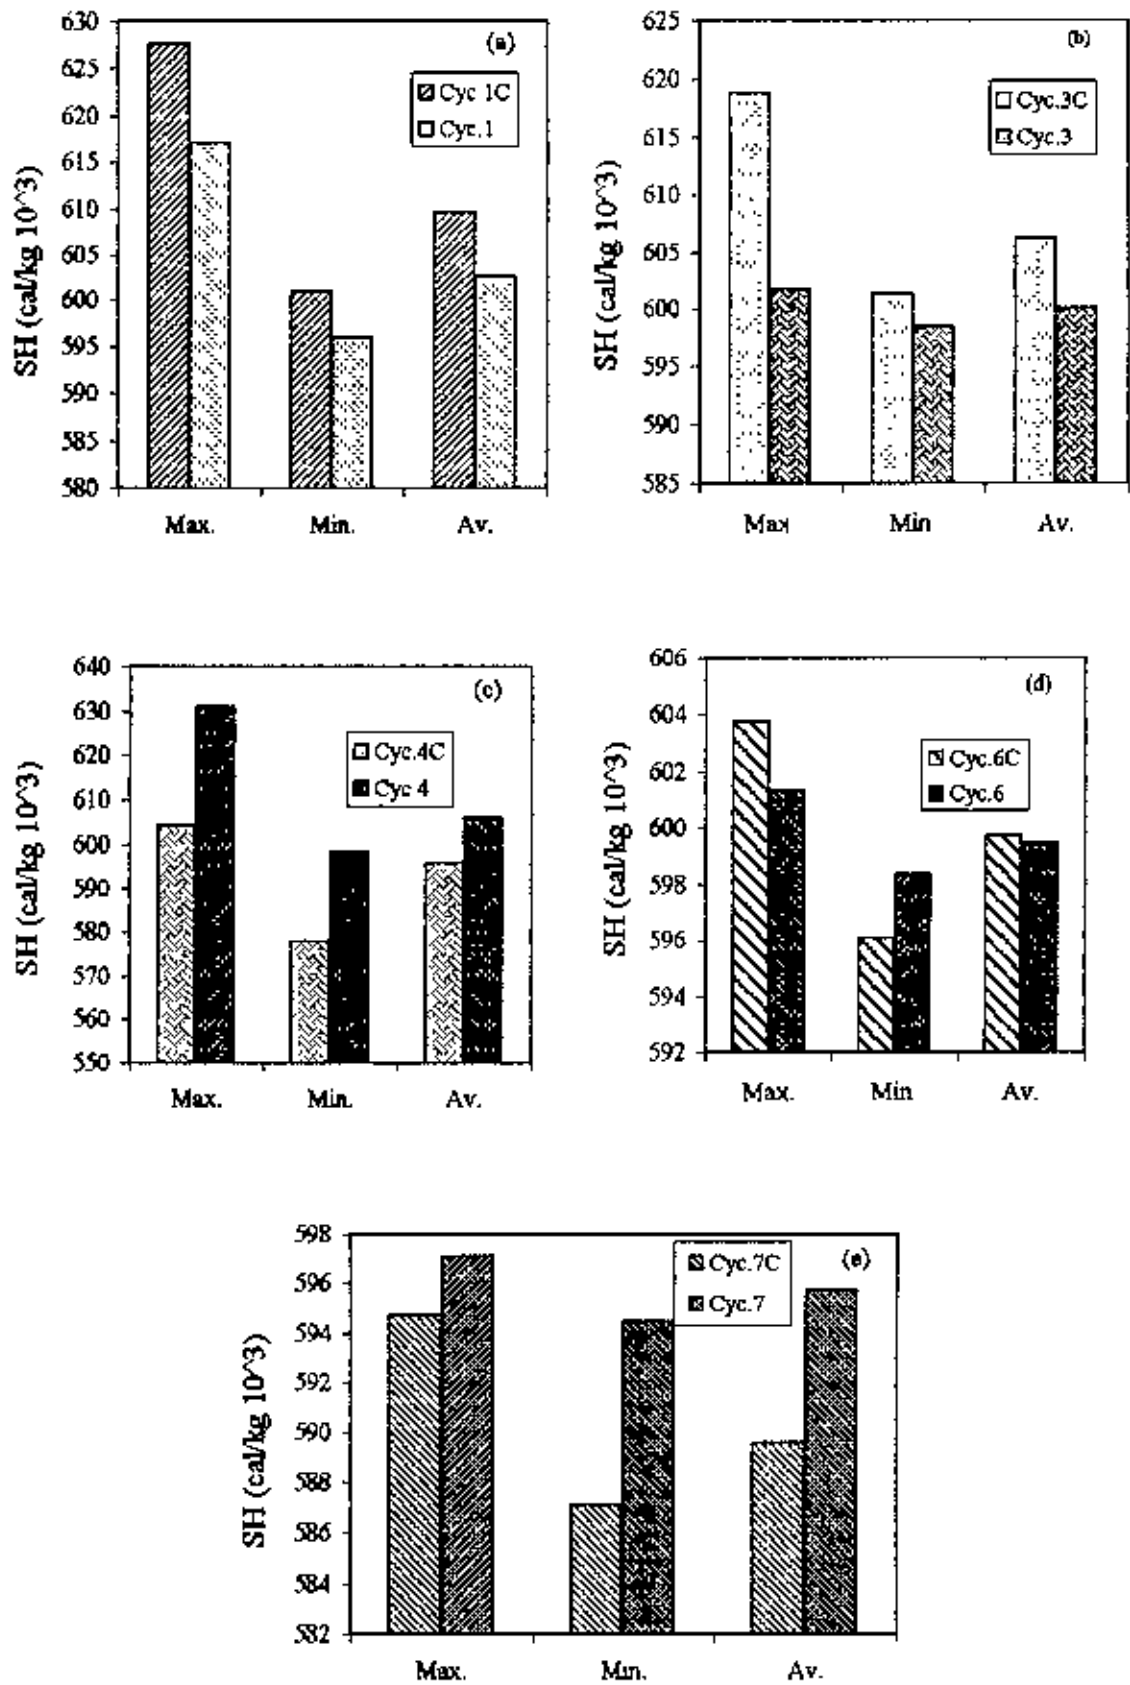 (a)
SH (cal/kg 10^3)
630
625
620
615
610
605
600
595
590
585
580
Cyc 1C
Cyc.1
Max. Min. Av.
(b)
SH (cal/kg 10^3)
625
620
615
610
605
600
595
590
585
Cyc.3C
Cyc.3
Max Min Av.
(c)
SH (cal/kg 10^3)
640
630
620
610
600
590
580
570
560
550
Cyc.4C
Cyc 4
Max. Min. Av.
(d)
SH (cal/kg 10^3)
606
604
602
600
598
596
594
592
Cyc.6C
Cyc.6
Max. Min Av.
(e)
SH (cal/kg 10^3)
598
596
594
592
590
588
586
584
582
Cyc.7C
Cyc.7
Max. Min. Av.